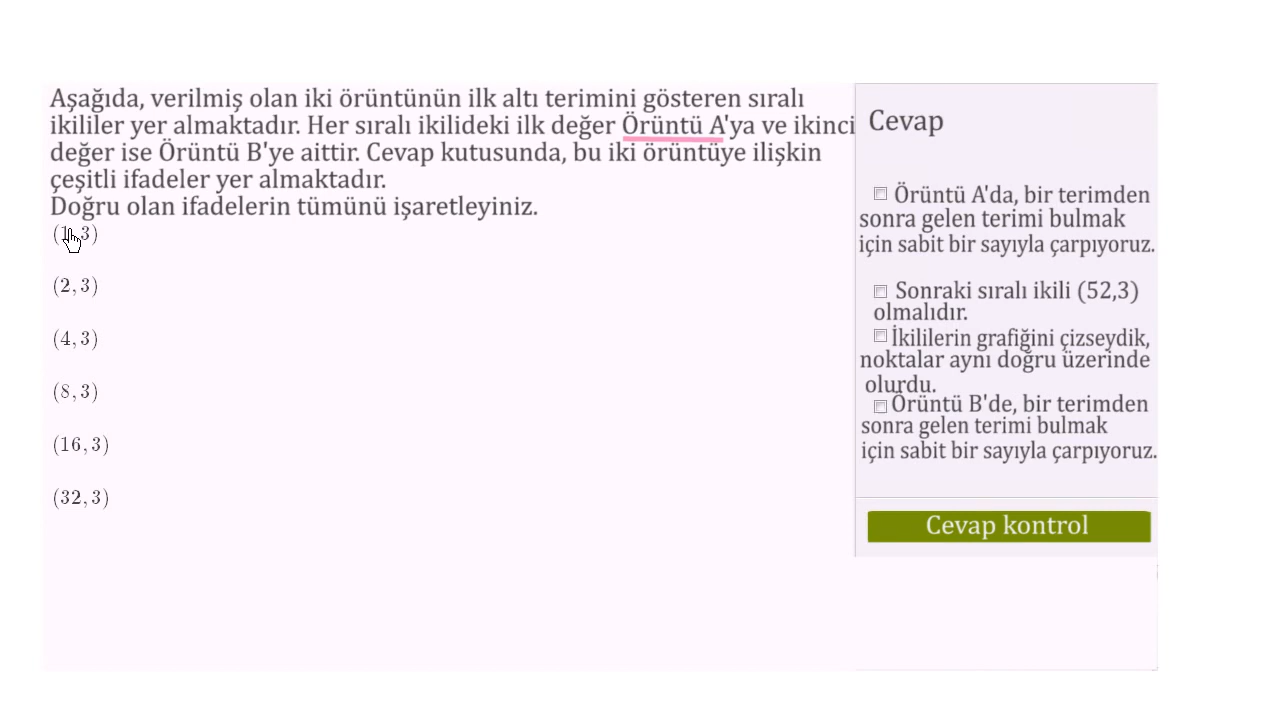 Aşağıda, verilmiş olan iki örüntünün ilk altı terimini gösteren sıralı
ikililer yer almaktadır. Her sıralı ikilideki ilk değer Örüntü A'ya ve ikinci
değer ise Örüntü B'ye aittir. Cevap kutusunda, bu iki örüntüye ilişkin
çeşitli ifadeler yer almaktadır.
Doğru olan ifadelerin tümünü işaretleyiniz.
(1, 3)
(2, 3)
(4, 3)
(8, 3)
(16, 3)
(32, 3)
Cevap
Örüntü A'da, bir terimden
sonra gelen terimi bulmak
için sabit bir sayıyla çarpıyoruz.
Sonraki sıralı ikili (52,3)
olmalıdır.
İkililerin grafiğini çizseydik,
noktalar aynı doğru üzerinde
olurdu.
Örüntü B'de, bir terimden
sonra gelen terimi bulmak
için sabit bir sayıyla çarpıyoruz.
Cevap kontrol